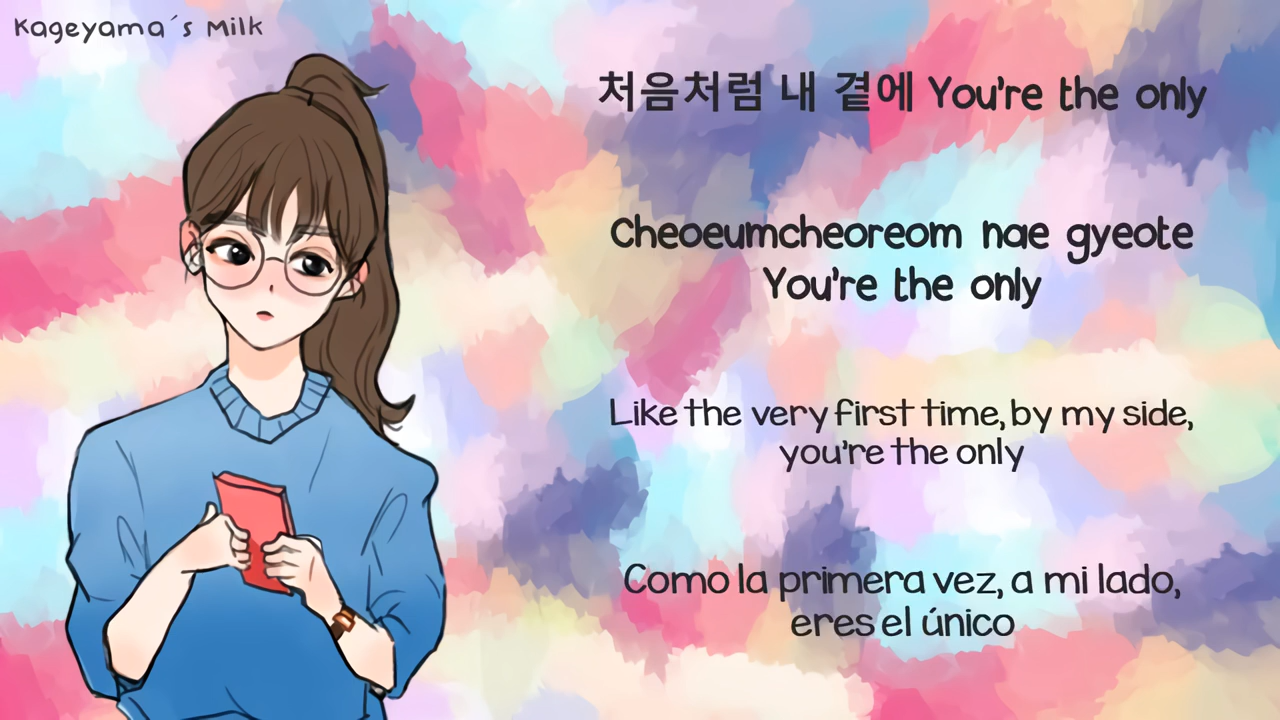 Kageyama´s Milk
처음처럼 내 곁에 You're the only
Cheoeumcheoreom nae gyeote
You're the only
Like the very first time, by my side,
you're the only
Como la primera vez, a mi lado,
eres el único